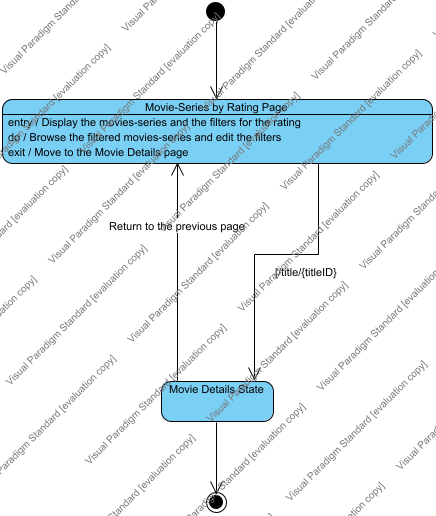 Movie-Series by Rating Page
entry / Display the movies-series and the filters for the rating
do / Browse the filtered movies-series and edit the filters
exit / Move to the Movie Details page
Return to the previous page
[/title/{titleID}
Movie Details State
Visual Paradigm Standard [evaluation copy]